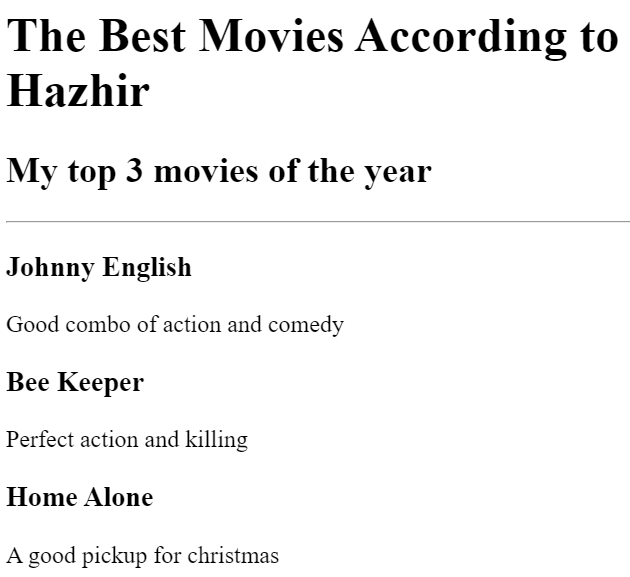 The Best Movies According to
Hazhir
My top 3 movies of the year
Johnny English
Good combo of action and comedy
Bee Keeper
Perfect action and killing
Home Alone
A good pickup for christmas